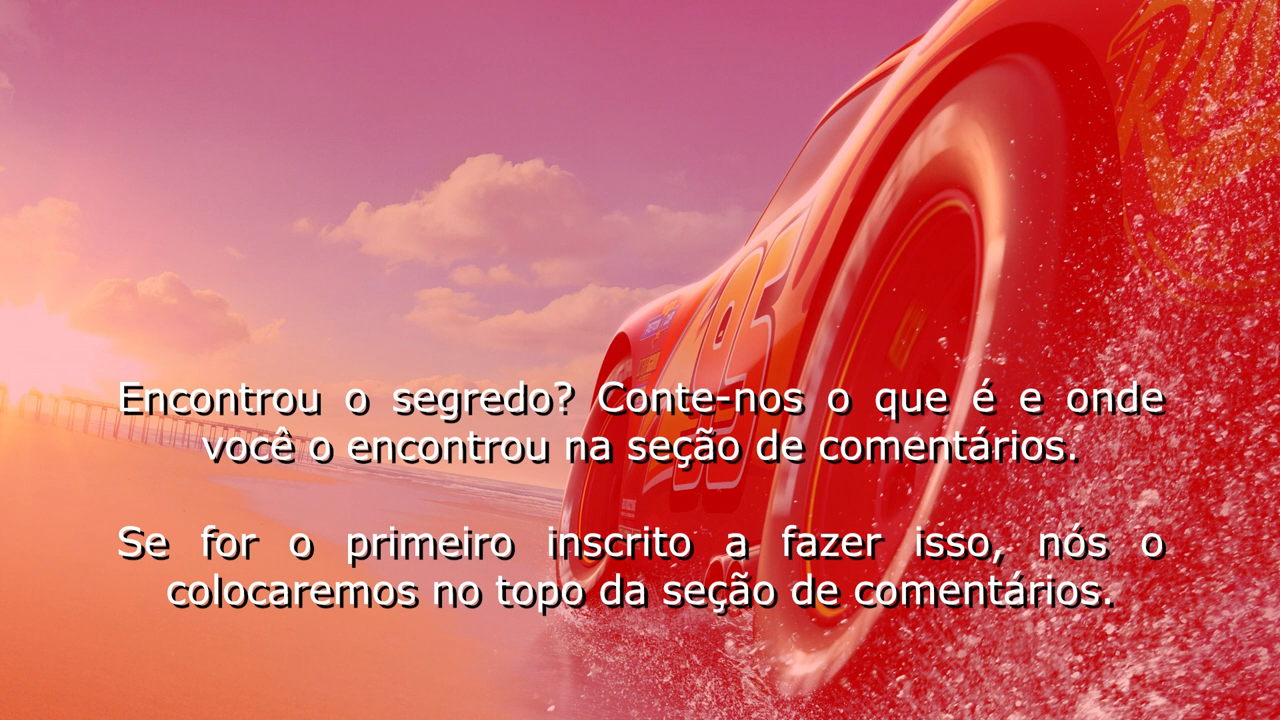 95
Encontrou o segredo? Conte-nos o que é e onde
você o encontrou na seção de comentários.
Se for o primeiro inscrito a fazer isso, nós o
colocaremos no topo da seção de comentários.